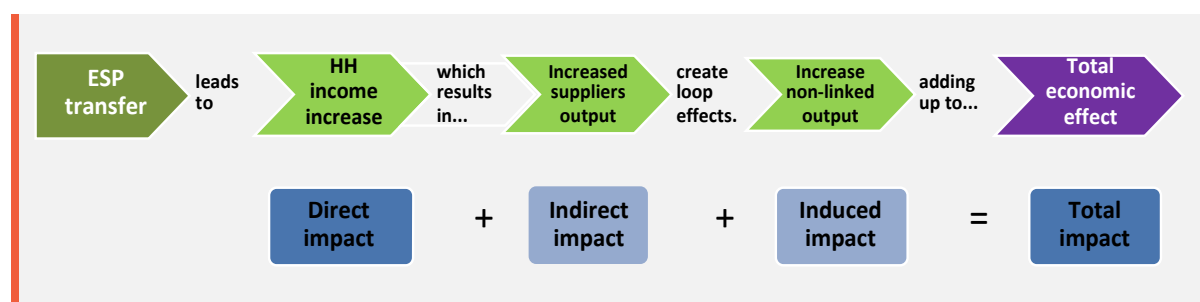 ESP
transfer
leads
to
HH
income
increase
which
results
in...
Increased
suppliers
output
create
loop
effects.
Increase
non-linked
output
adding
up to...
Total
economic
effect
Direct
impact
+
Indirect
impact
+
Induced
impact
=
Total
impact